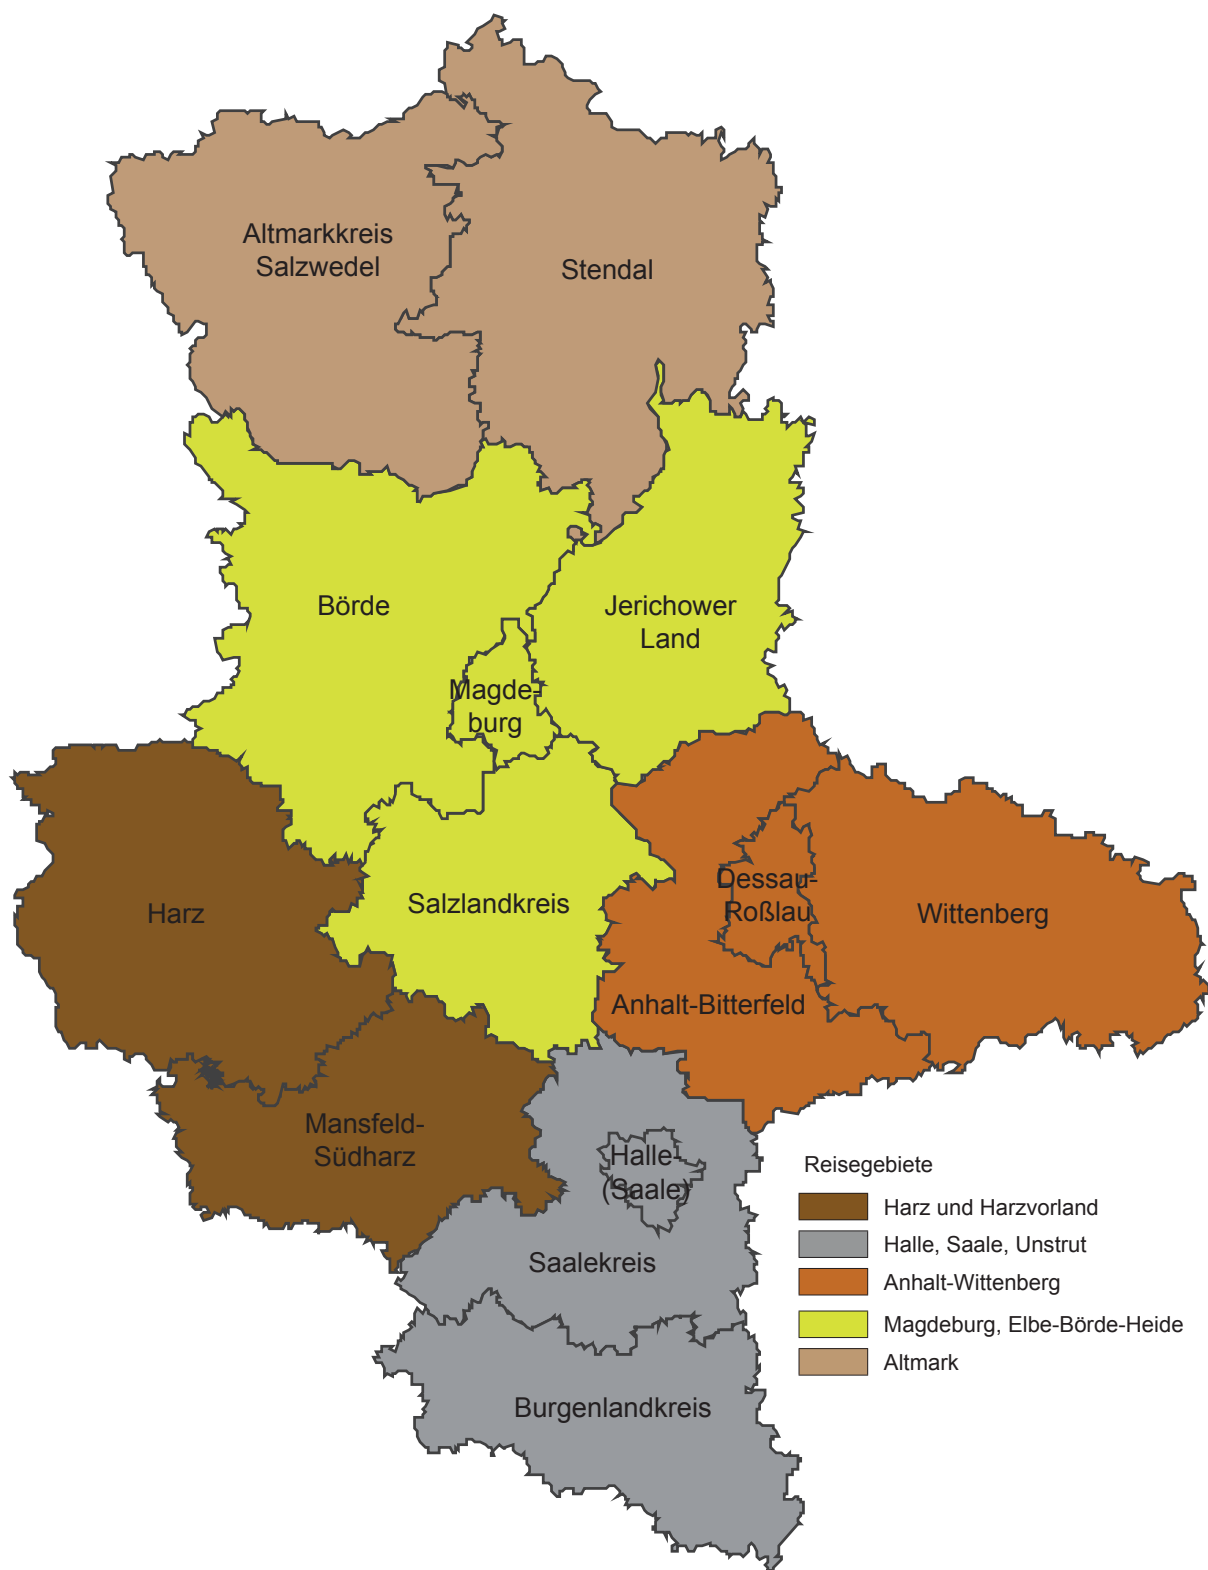 Altmarkkreis
Salzwedel
Stendal
Börde
Jerichower
Land
Magde-
burg
Harz
Salzlandkreis
Dessau-
Roßlau
Wittenberg
Anhalt-Bitterfeld
Mansfeld-
Südharz
Halle-
(Saale)
Saalekreis
Burgenlandkreis
Reisegebiete
Harz und Harzvorland
Halle, Saale, Unstrut
Anhalt-Wittenberg
Magdeburg, Elbe-Börde-Heide
Altmark